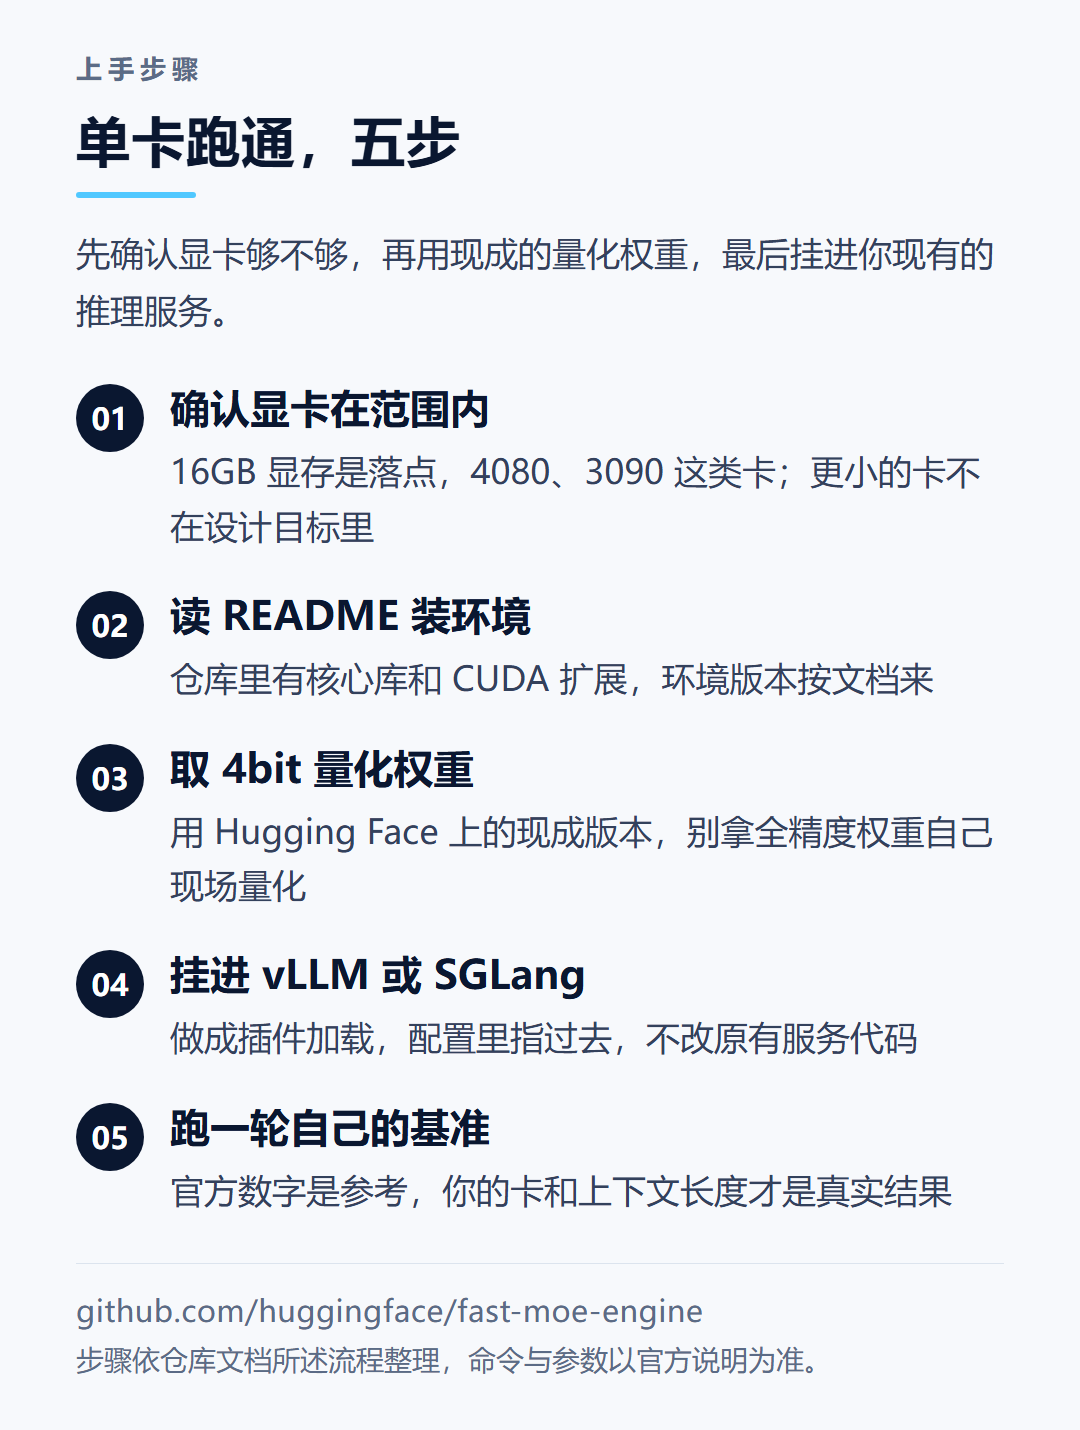 上手步骤
单卡跑通，五步
先确认显卡够不够，再用现成的量化权重，最后挂进你现有的
推理服务。
01 确认显卡在范围内
16GB 显存是落点，4080、3090 这类卡；更小的卡不
在设计目标里
02 读 README 装环境
仓库里有核心库和 CUDA 扩展，环境版本按文档来
03 取 4bit 量化权重
用 Hugging Face 上的现成版本，别拿全精度权重自己
现场量化
04 挂进 vLLM 或 SGLang
做成插件加载，配置里指过去，不改原有服务代码
05 跑一轮自己的基准
官方数字是参考，你的卡和上下文长度才是真实结果
github.com/huggingface/fast-moe-engine
步骤依仓库文档所述流程整理，命令与参数以官方说明为准。